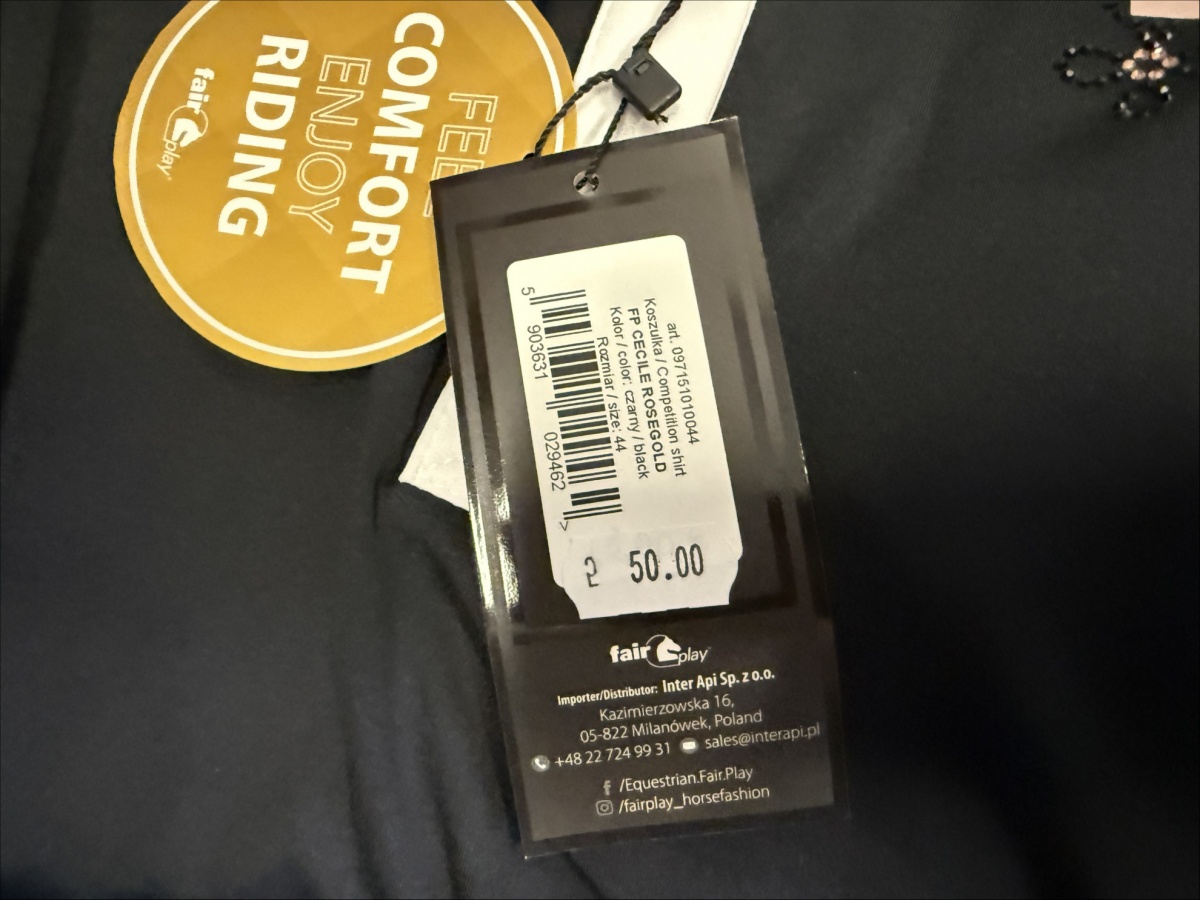 FEEL
COMFORT
ENJOY
RIDING
fair play
art. 097151010044
Koszulka / Competition shirt
FP CECILE ROSEGOLD
Kolor / color: czarny / black
Rozmiar / size: 44
5 903631 029462 >
50.00
fair play
Importer/Distributor: Inter Api Sp. z o.o.
Kazimierzowska 16,
05-822 Milanówek, Poland
+48 22 724 99 31 sales@interapi.pl
/Equestrian.Fair.Play
/fairplay_horsefashion